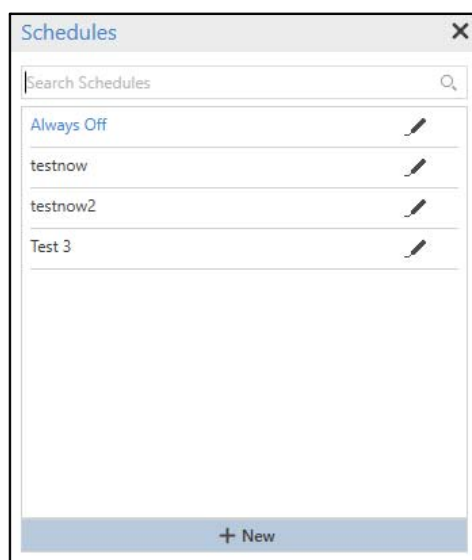 Schedules
Search Schedules
Always Off
testnow
testnow2
Test 3
+ New